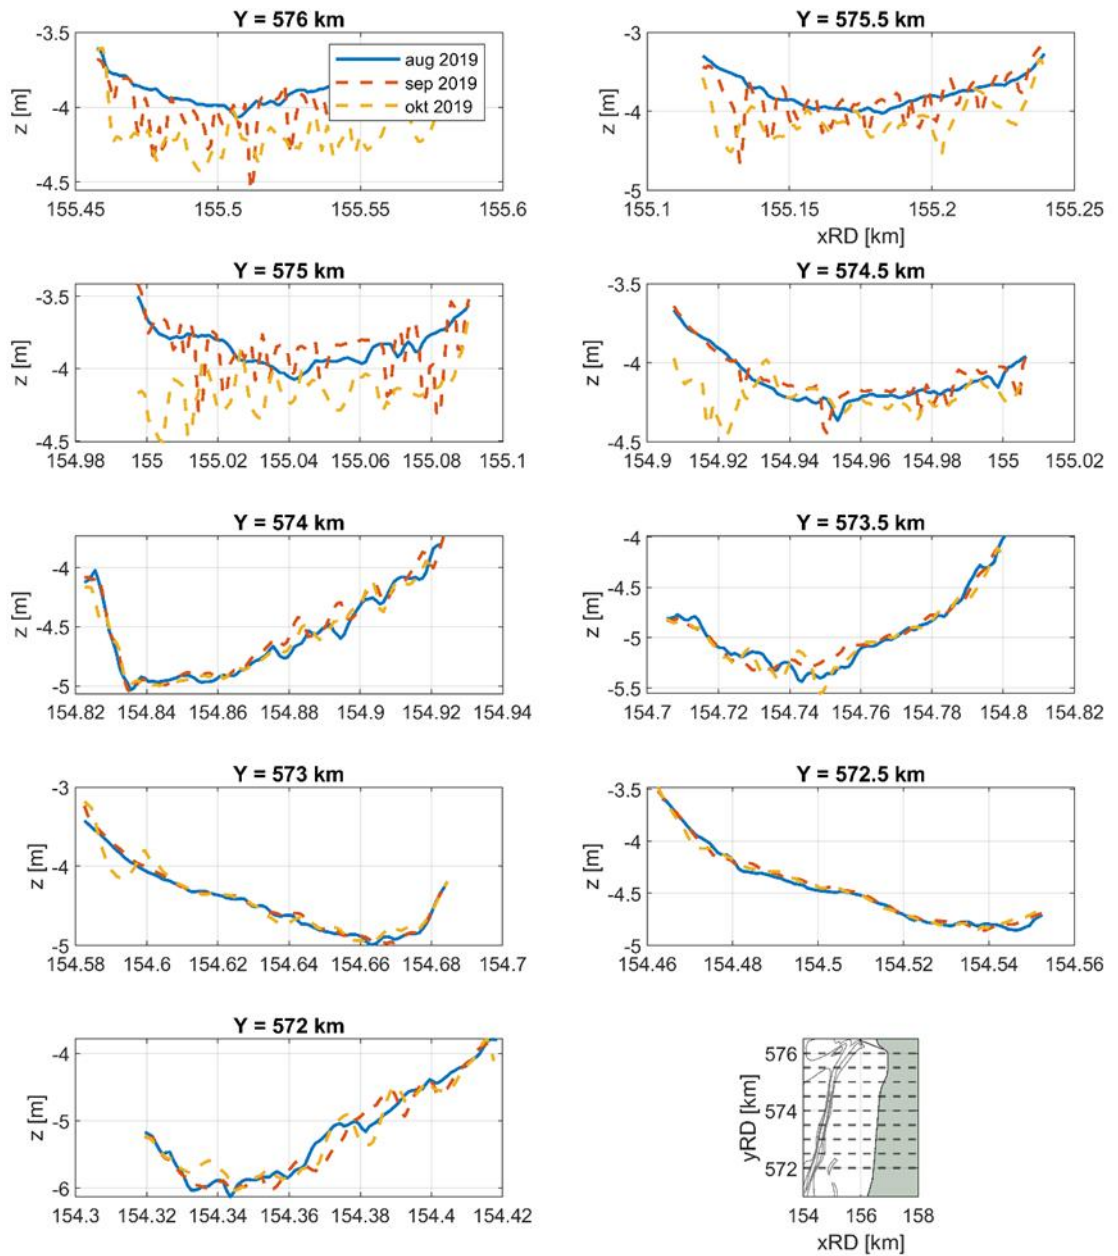 Y = 576 km
-3.5
-4
-4.5
z [m]
155.45 155.5 155.55 155.6
aug 2019
sep 2019
okt 2019
Y = 575.5 km
-3
-4
-5
z [m]
155.1 155.15 155.2 155.25
xRD [km]
Y = 575 km
-3.5
-4
-4.5
z [m]
154.98 155 155.02 155.04 155.06 155.08 155.1
Y = 574.5 km
-3.5
-4
-4.5
z [m]
154.9 154.92 154.94 154.96 154.98 155 155.02
Y = 574 km
-4
-4.5
-5
z [m]
154.82 154.84 154.86 154.88 154.9 154.92 154.94
Y = 573.5 km
-4
-4.5
-5
-5.5
z [m]
154.7 154.72 154.74 154.76 154.78 154.8 154.82
Y = 573 km
-3
-4
-5
z [m]
154.58 154.6 154.62 154.64 154.66 154.68 154.7
Y = 572.5 km
-3.5
-4
-4.5
-5
z [m]
154.46 154.48 154.5 154.52 154.54 154.56
Y = 572 km
-4
-5
-6
z [m]
154.3 154.32 154.34 154.36 154.38 154.4 154.42
576
574
572
yRD [km]
154 156 158
xRD [km]